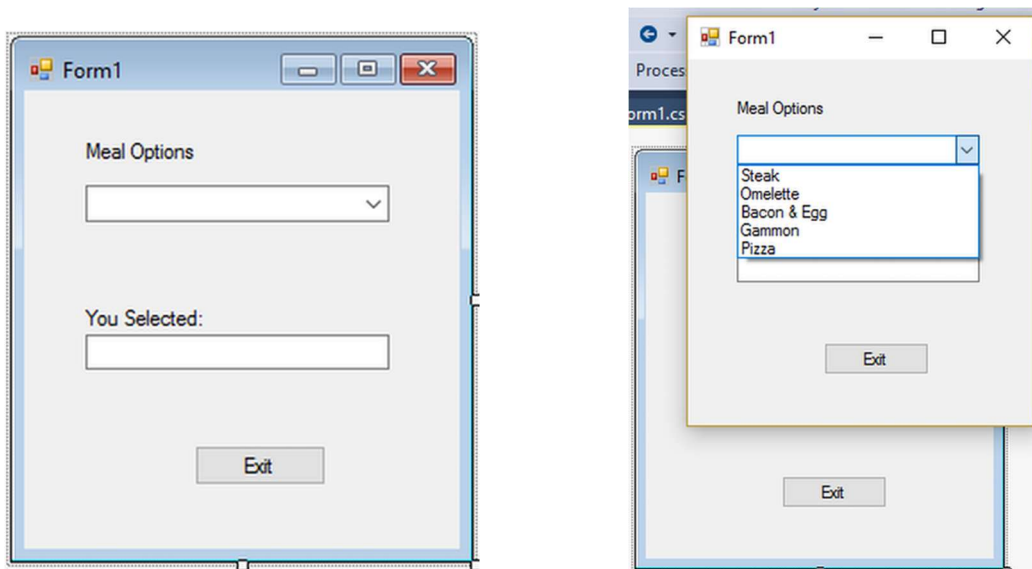 Form1
Meal Options
You Selected:
Exit
Form1
Proces
orm1.cs
Meal Options
F
Steak
Omelette
Bacon & Egg
Gammon
Pizza
Exit
Exit